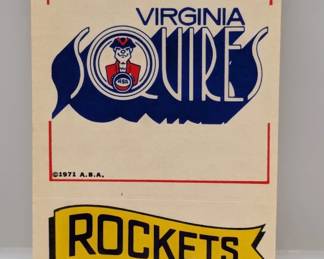 VIRGINIA
SQUIRES
©1971 A.B.A.
ROCKETS